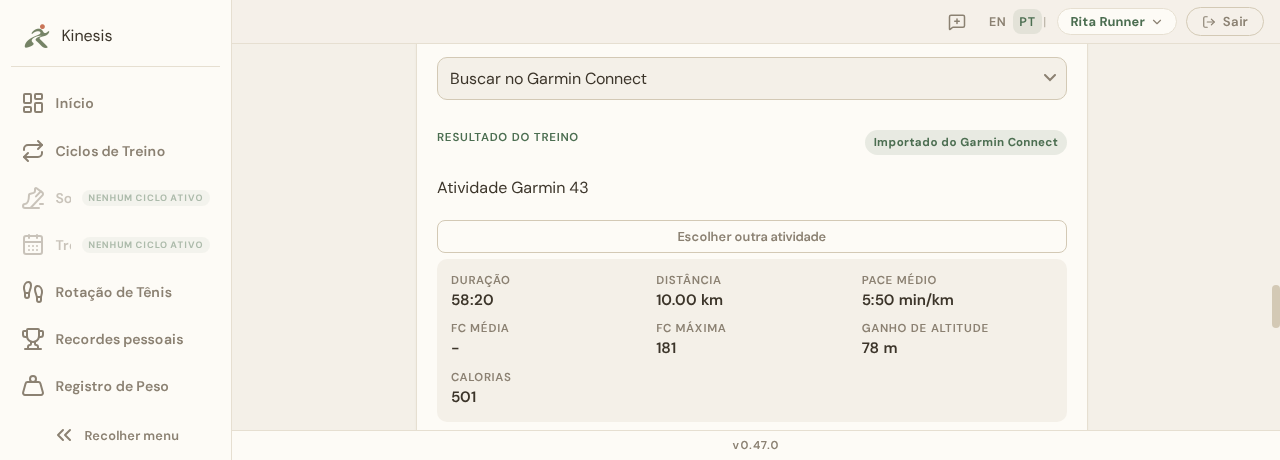 Kinesis
EN PT | Rita Runner Sair
Início
Ciclos de Treino
So NENHUM CICLO ATIVO
Tre NENHUM CICLO ATIVO
Rotação de Tênis
Recordes pessoais
Registro de Peso
Recolher menu
Buscar no Garmin Connect
RESULTADO DO TREINO
Importado do Garmin Connect
Atividade Garmin 43
Escolher outra atividade
DURAÇÃO DISTÂNCIA PACE MÉDIO
58:20 10.00 km 5:50 min/km
FC MÉDIA FC MÁXIMA GANHO DE ALTITUDE
– 181 78 m
CALORIAS
501
v0.47.0